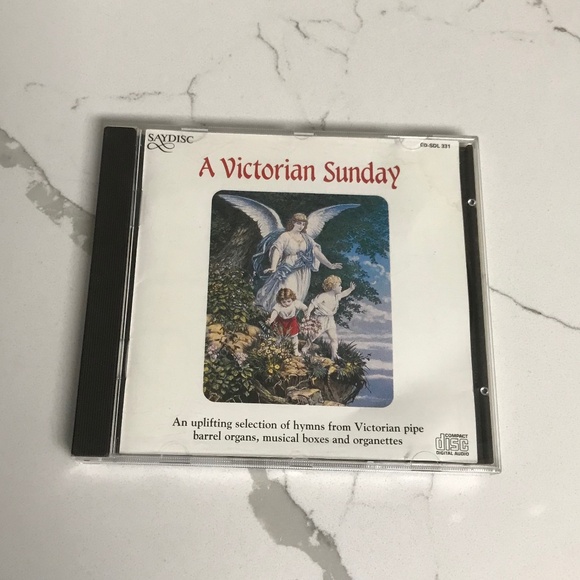 SAYDISC
CD-SDL 331
A Victorian Sunday
An uplifting selection of hymns from Victorian pipe
barrel organs, musical boxes and organettes
COMPACT
disc
DIGITAL AUDIO